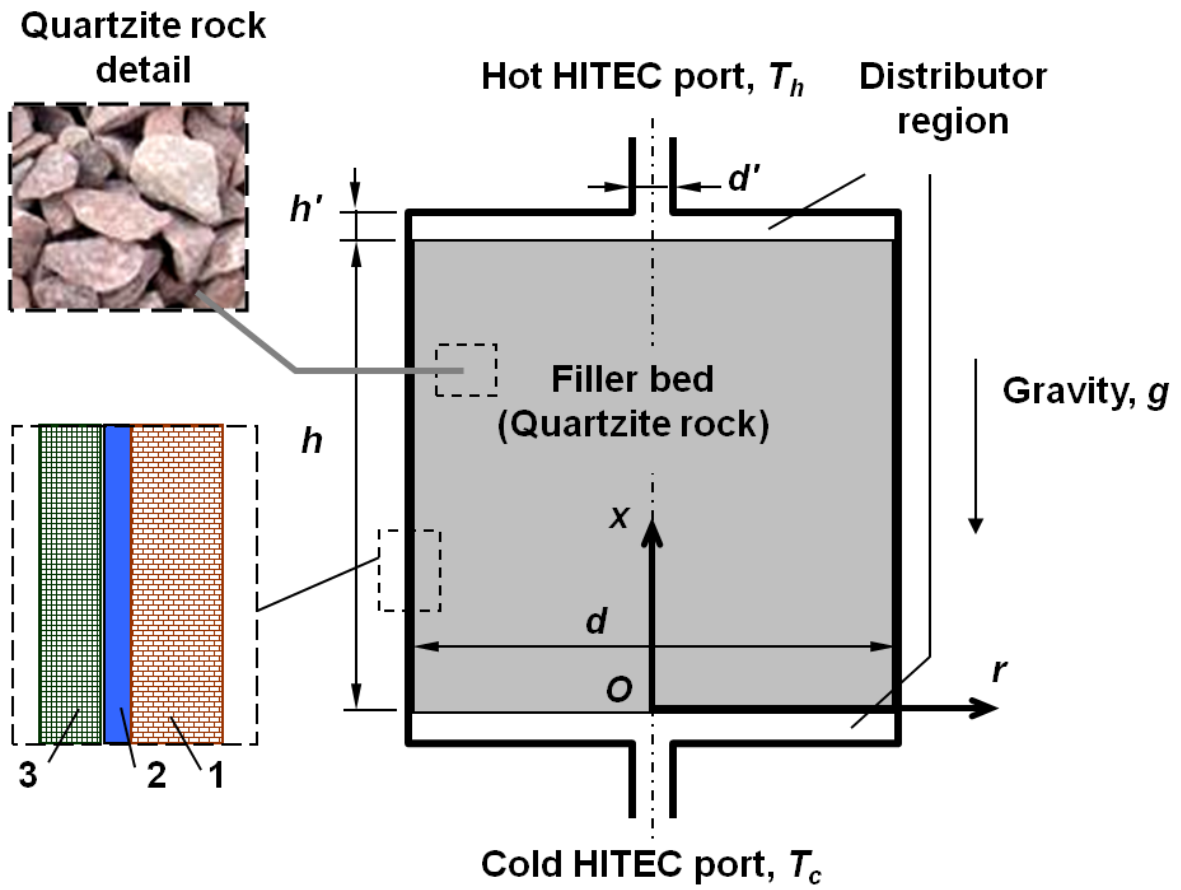 Quartzite rock
detail
Hot HITEC port, Th
Distributor
region
d'
h'
Filler bed
(Quartzite rock)
Gravity, g
h
x
d
O
r
3
2
1
Cold HITEC port, Tc